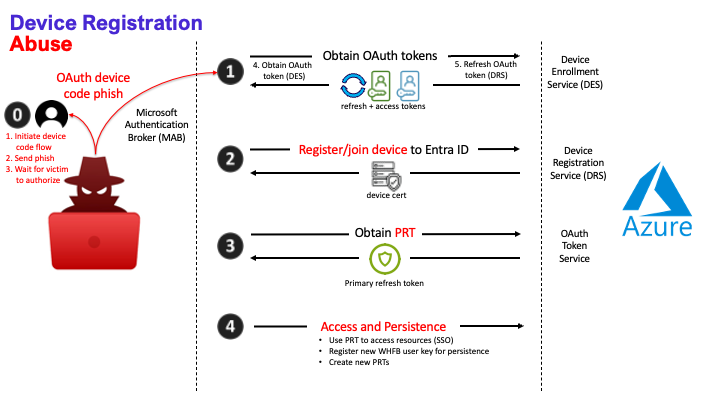 Device Registration
Abuse
OAuth device
code phish
0
1. Initiate device
code flow
2. Send phish
3. Wait for victim
to authorize
Microsoft
Authentication
Broker (MAB)
1
Obtain OAuth tokens
4. Obtain OAuth
token (DES)
5. Refresh OAuth
token (DRS)
refresh + access tokens
Device
Enrollment
Service (DES)
2
Register/join device to Entra ID
device cert
Device
Registration
Service (DRS)
3
Obtain PRT
Primary refresh token
OAuth
Token
Service
Azure
4
Access and Persistence
• Use PRT to access resources (SSO)
• Register new WHFB user key for persistence
• Create new PRTs